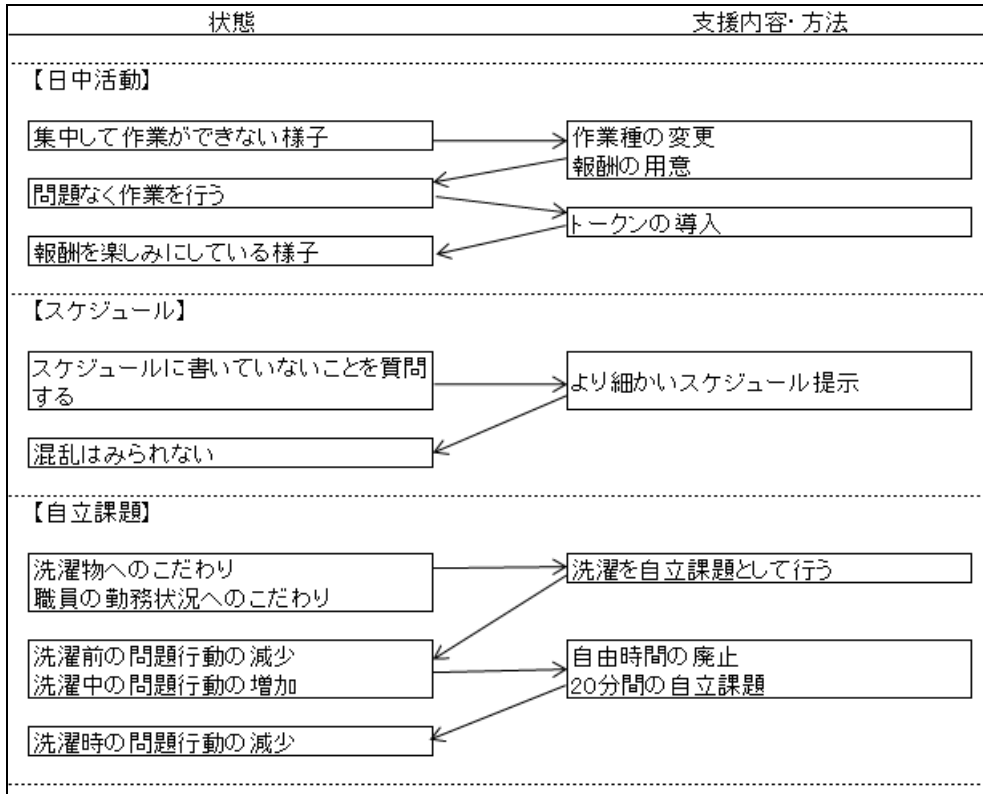 状態 支援内容・方法
【日中活動】
集中して作業ができない様子
作業種の変更
報酬の用意
問題なく作業を行う
トークンの導入
報酬を楽しみにしている様子
【スケジュール】
スケジュールに書いていないことを質問
する
より細かいスケジュール提示
混乱はみられない
【自立課題】
洗濯物へのこだわり
職員の勤務状況へのこだわり
洗濯を自立課題として行う
洗濯前の問題行動の減少
洗濯中の問題行動の増加
自由時間の廃止
20分間の自立課題
洗濯時の問題行動の減少